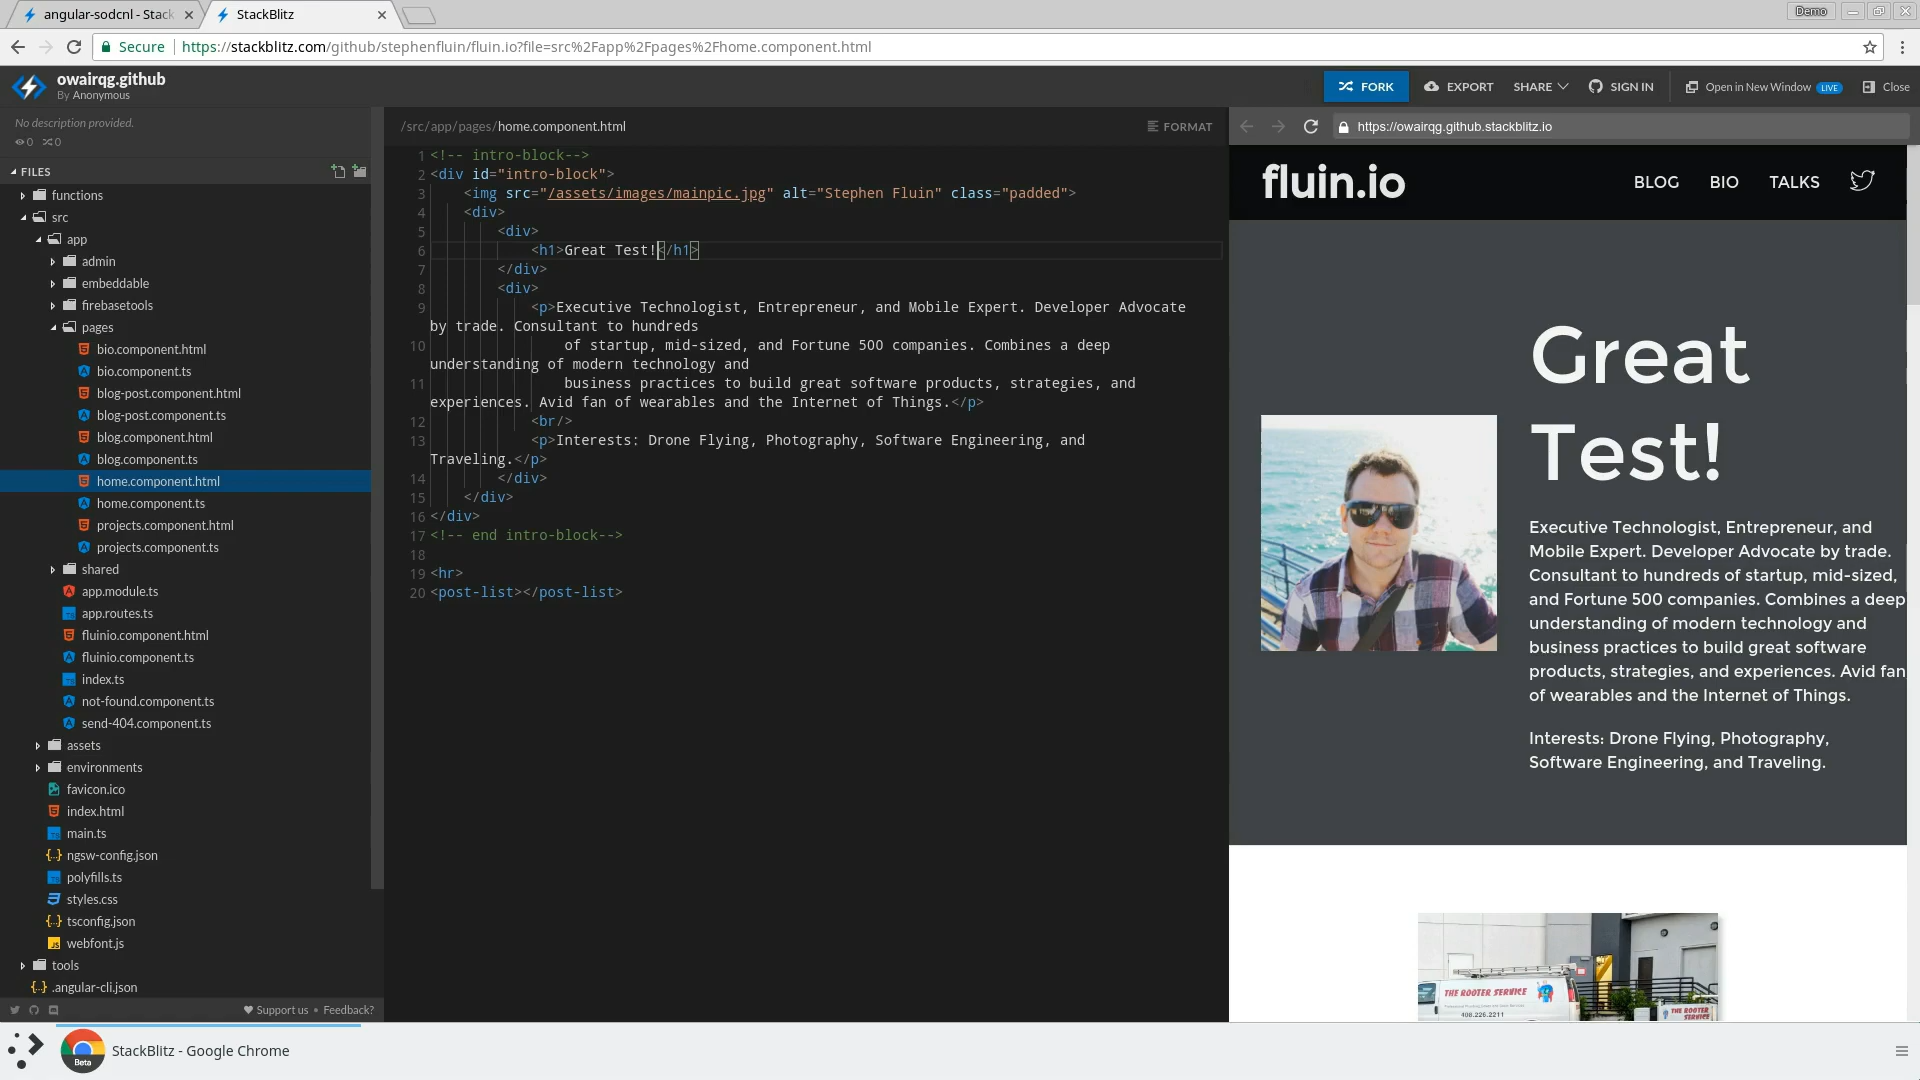 angular-sodcnl - Stack
StackBlitz
Demo
Secure
https://stackblitz.com/github/stephenfluin/fluin.io?file=src%2Fapp%2Fpages%2Fhome.component.html
owairqg.github
By Anonymous
FORK
EXPORT
SHARE
SIGN IN
Open in New Window LIVE
Close
No description provided.
0 0
FILES
functions
src
app
admin
embeddable
firebasetools
pages
bio.component.html
bio.component.ts
blog-post.component.html
blog-post.component.ts
blog.component.html
blog.component.ts
home.component.html
home.component.ts
projects.component.html
projects.component.ts
shared
app.module.ts
app.routes.ts
fluinio.component.html
fluinio.component.ts
index.ts
not-found.component.ts
send-404.component.ts
assets
environments
favicon.ico
index.html
main.ts
ngsw-config.json
polyfills.ts
styles.css
tsconfig.json
webfont.js
tools
.angular-cli.json
Support us • Feedback?
/src/app/pages/home.component.html
FORMAT
1 <!-- intro-block-->
2 <div id="intro-block">
3 <img src="/assets/images/mainpic.jpg" alt="Stephen Fluin" class="padded">
4 <div>
5 <div>
6 <h1>Great Test!</h1>
7 </div>
8 <div>
9 <p>Executive Technologist, Entrepreneur, and Mobile Expert. Developer Advocate
by trade. Consultant to hundreds
10 of startup, mid-sized, and Fortune 500 companies. Combines a deep
understanding of modern technology and
11 business practices to build great software products, strategies, and
experiences. Avid fan of wearables and the Internet of Things.</p>
12 <br/>
13 <p>Interests: Drone Flying, Photography, Software Engineering, and
Traveling.</p>
14 </div>
15 </div>
16 </div>
17 <!-- end intro-block-->
18
19 <hr>
20 <post-list></post-list>
https://owairqg.github.stackblitz.io
fluin.io
BLOG
BIO
TALKS
Great
Test!
Executive Technologist, Entrepreneur, and
Mobile Expert. Developer Advocate by trade.
Consultant to hundreds of startup, mid-sized,
and Fortune 500 companies. Combines a deep
understanding of modern technology and
business practices to build great software
products, strategies, and experiences. Avid fan
of wearables and the Internet of Things.
Interests: Drone Flying, Photography,
Software Engineering, and Traveling.
THE ROOTER SERVICE
408.226.2211
THE ROOTER
SERVICE
Beta
StackBlitz - Google Chrome